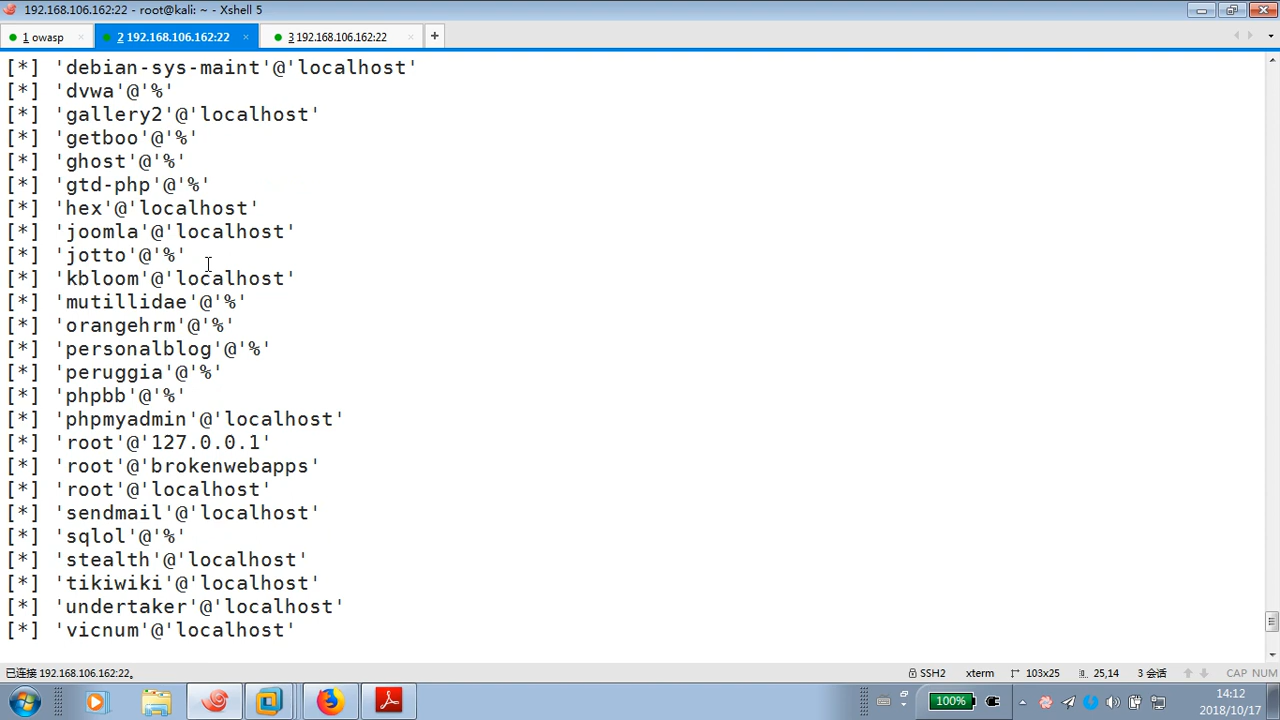 192.168.106.162:22 - root@kali: ~ - Xshell 5
1 owasp × 2 192.168.106.162:22 × 3 192.168.106.162:22 × +
[*] 'debian-sys-maint'@'localhost'
[*] 'dvwa'@'%'
[*] 'gallery2'@'localhost'
[*] 'getboo'@'%'
[*] 'ghost'@'%'
[*] 'gtd-php'@'%'
[*] 'hex'@'localhost'
[*] 'joomla'@'localhost'
[*] 'jotto'@'%'
[*] 'kbloom'@'localhost'
[*] 'mutillidae'@'%'
[*] 'orangehrm'@'%'
[*] 'personalblog'@'%'
[*] 'peruggia'@'%'
[*] 'phpbb'@'%'
[*] 'phpmyadmin'@'localhost'
[*] 'root'@'127.0.0.1'
[*] 'root'@'brokenwebapps'
[*] 'root'@'localhost'
[*] 'sendmail'@'localhost'
[*] 'sqlol'@'%'
[*] 'stealth'@'localhost'
[*] 'tikiwiki'@'localhost'
[*] 'undertaker'@'localhost'
[*] 'vicnum'@'localhost'
已连接 192.168.106.162:22。 SSH2 xterm 103x25 25,14 3 会话 CAP NUM
100% 14:12
2018/10/17